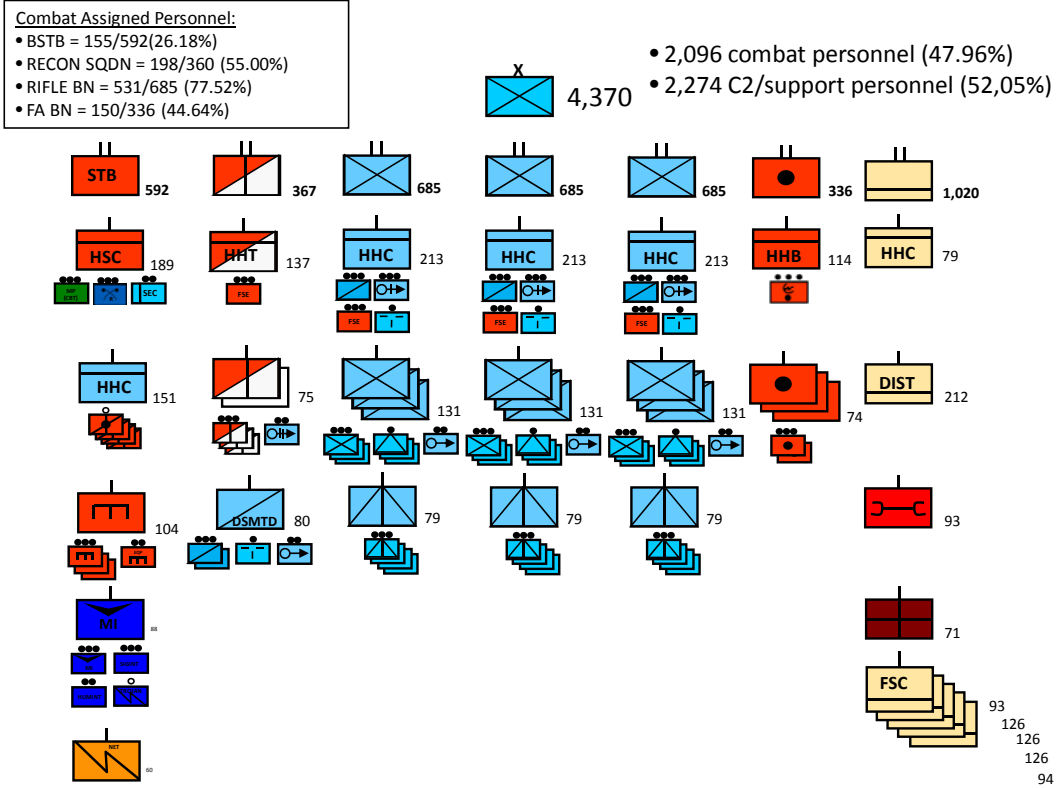 Combat Assigned Personnel:
• BSTB = 155/592(26.18%)
• RECON SQDN = 198/360 (55.00%)
• RIFLE BN = 531/685 (77.52%)
• FA BN = 150/336 (44.64%)
X
4,370
• 2,096 combat personnel (47.96%)
• 2,274 C2/support personnel (52,05%)
STB 592
367
685
685
685
336
1,020
HSC 189
HHT 137
HHC 213
HHC 213
HHC 213
HHB 114
HHC 79
SEC
FSE
FSE
FSE
FSE
HHC 151
75
131
131
131
74
DIST 212
104
DSMTD 80
79
79
79
93
MI 88
71
FSC 93
126
126
126
94
NET 60